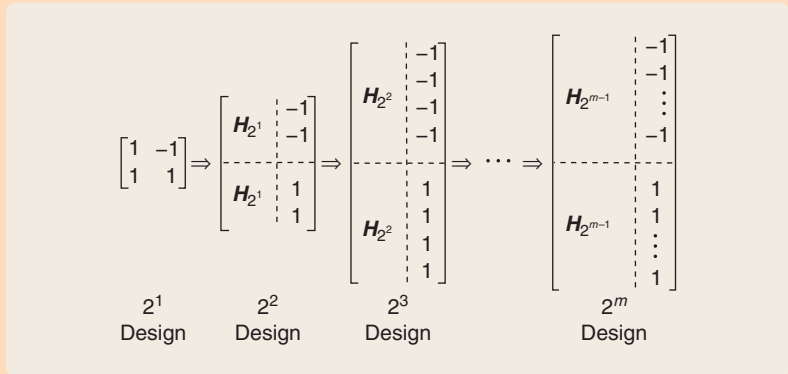 [1 −1] ⇒ [H_{2^1} −1] ⇒ [H_{2^2} −1] ⇒ ⋯ ⇒ [H_{2^{m−1}} −1]
[1 1]
−1
−1
−1
−1
−1
⋮
−1
H_{2^1} 1
1
H_{2^2} 1
1
1
1
H_{2^{m−1}} 1
1
⋮
1
2^1 2^2 2^3 2^m
Design Design Design Design